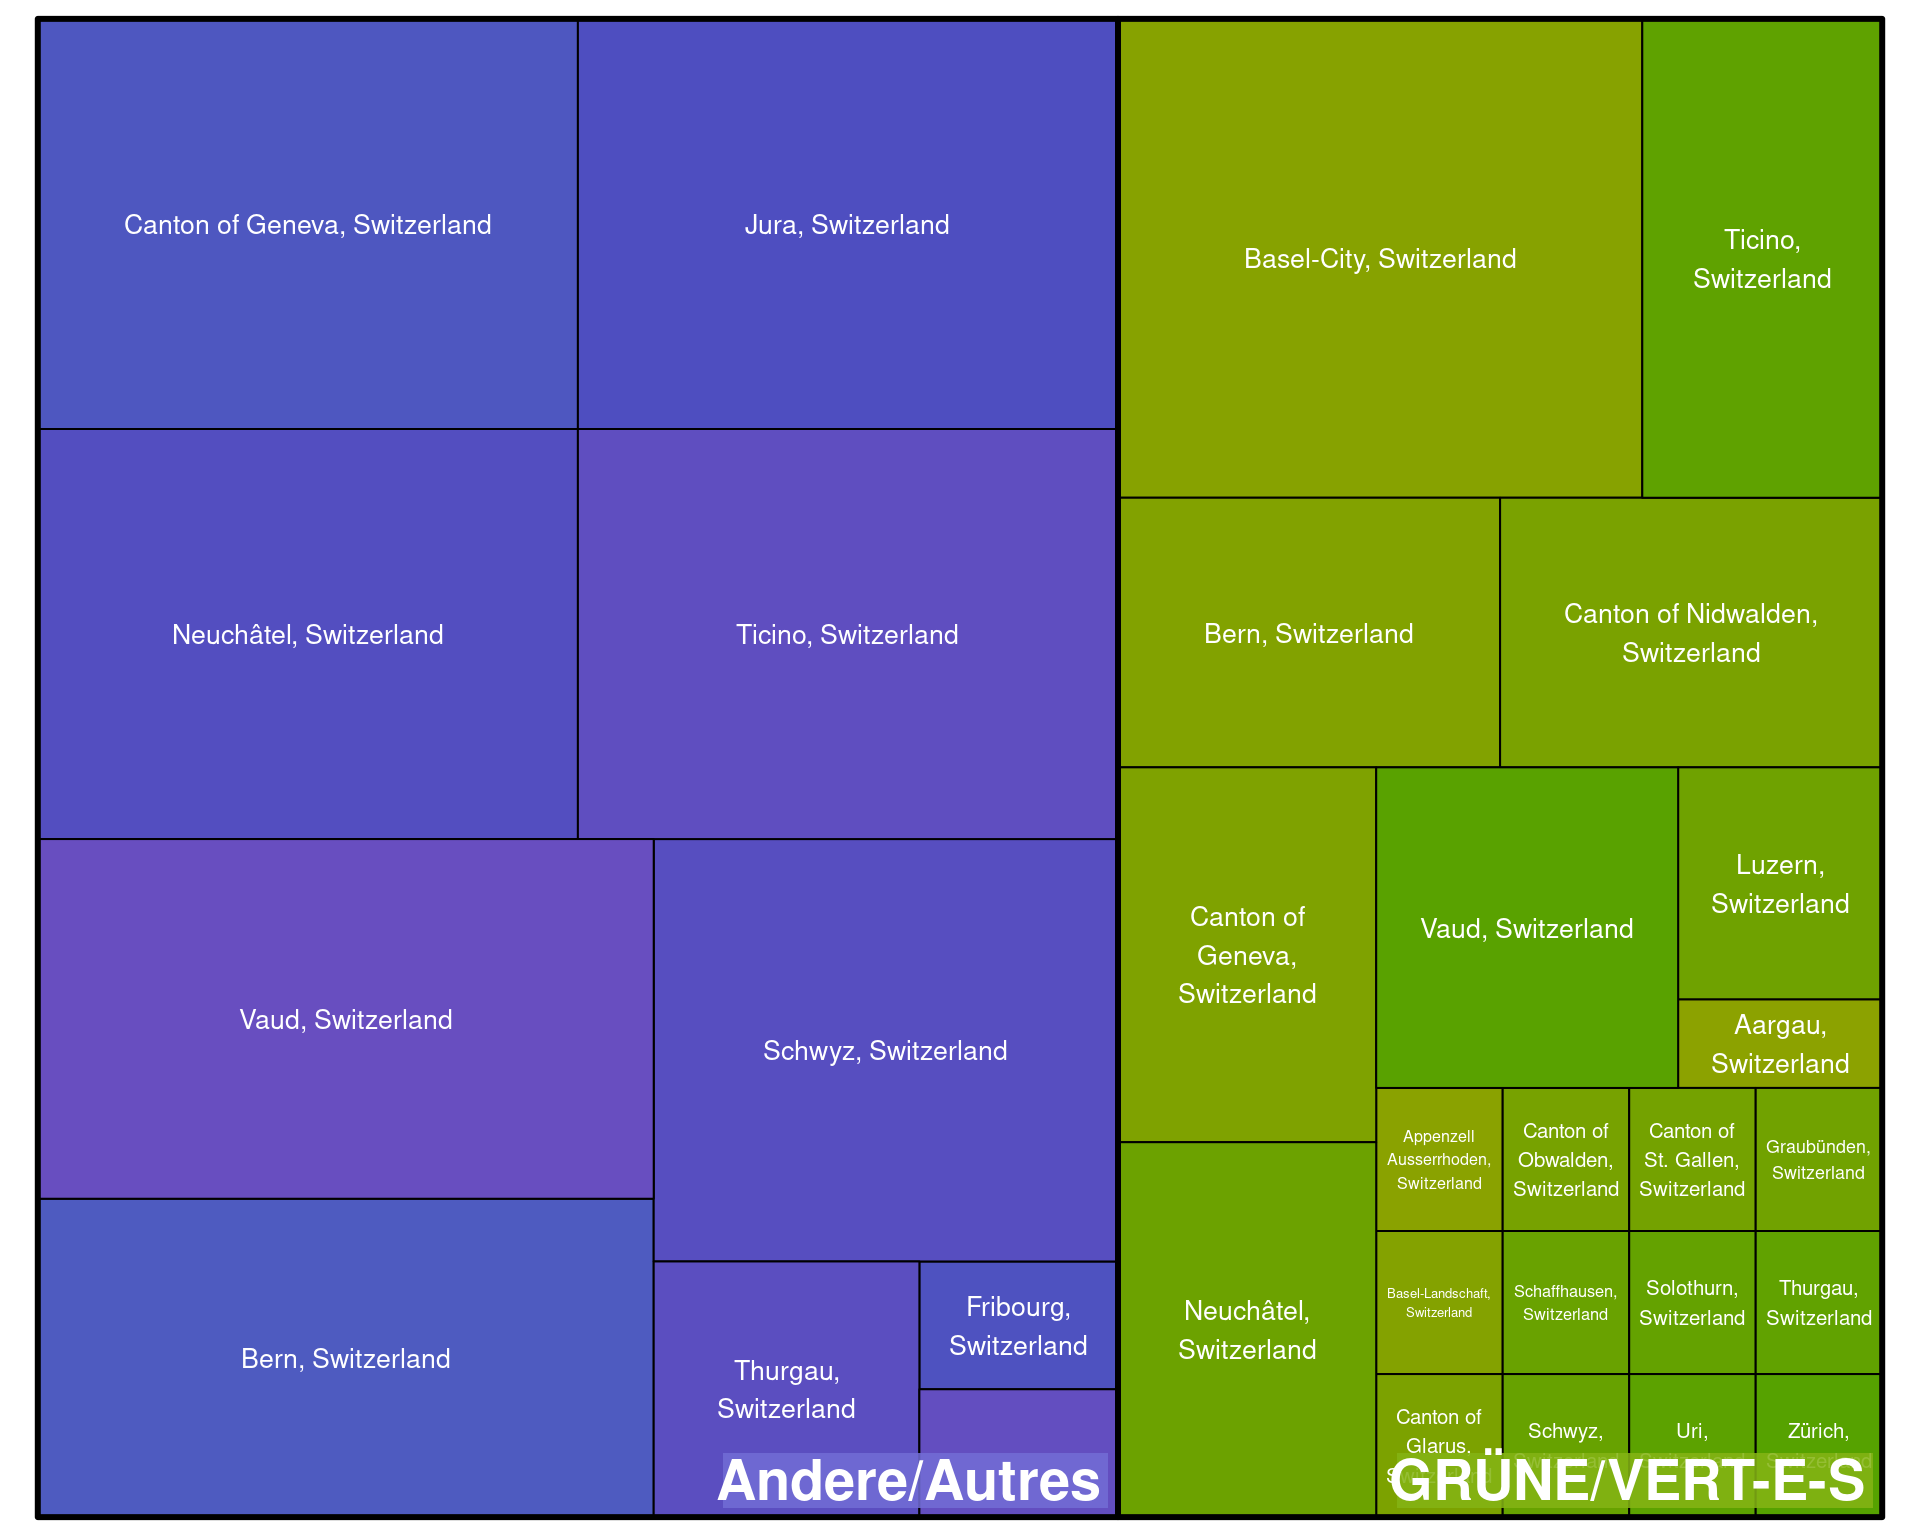 Canton of Geneva, Switzerland
Jura, Switzerland
Neuchâtel, Switzerland
Ticino, Switzerland
Vaud, Switzerland
Schwyz, Switzerland
Bern, Switzerland
Thurgau,
Switzerland
Fribourg,
Switzerland
Andere/Autres
Basel-City, Switzerland
Ticino,
Switzerland
Bern, Switzerland
Canton of Nidwalden,
Switzerland
Canton of
Geneva,
Switzerland
Vaud, Switzerland
Luzern,
Switzerland
Aargau,
Switzerland
Neuchâtel,
Switzerland
Appenzell
Ausserrhoden,
Switzerland
Canton of
Obwalden,
Switzerland
Canton of
St. Gallen,
Switzerland
Graubünden,
Switzerland
Basel-Landschaft,
Switzerland
Schaffhausen,
Switzerland
Solothurn,
Switzerland
Thurgau,
Switzerland
Canton of
Glarus,
Schwyz,
Switzerland
Uri,
Switzerland
Zürich,
Switzerland
GRÜNE/VERT-E-S